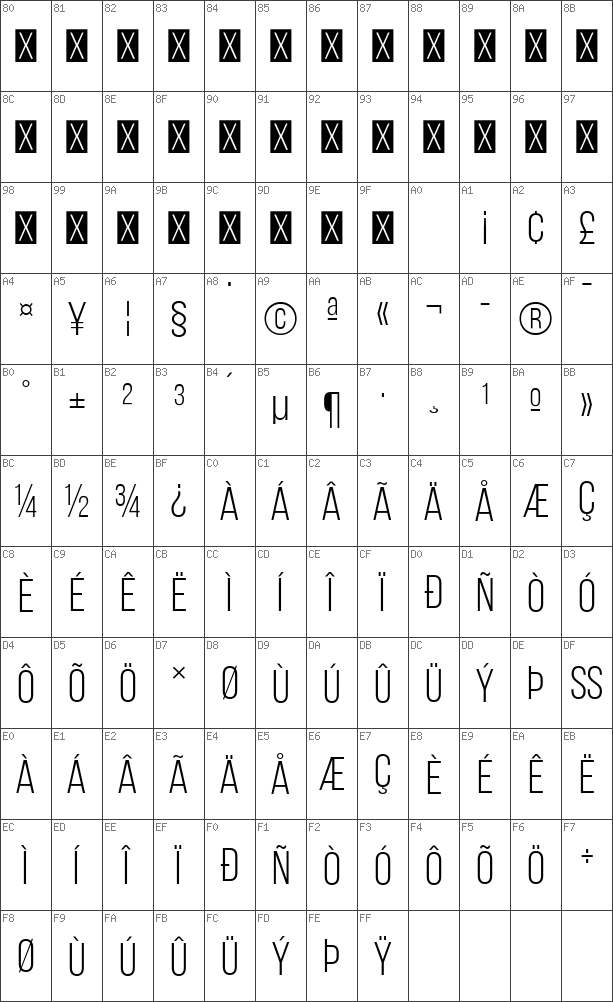 80 81 82 83 84 85 86 87 88 89 8A 8B
8C 8D 8E 8F 90 91 92 93 94 95 96 97
98 99 9A 9B 9C 9D 9E 9F A0 A1 A2 A3
¡ ¢ £
A4 A5 A6 A7 A8 A9 AA AB AC AD AE AF
¤ ¥ ¦ § ˙ © ª « ¬ - ® ¯
B0 B1 B2 B3 B4 B5 B6 B7 B8 B9 BA BB
° ± ² ³ ´ µ ¶ · ¸ ¹ º »
BC BD BE BF C0 C1 C2 C3 C4 C5 C6 C7
¼ ½ ¾ ¿ À Á Â Ã Ä Å Æ Ç
C8 C9 CA CB CC CD CE CF D0 D1 D2 D3
È É Ê Ë Ì Í Î Ï Ð Ñ Ò Ó
D4 D5 D6 D7 D8 D9 DA DB DC DD DE DF
Ô Õ Ö × Ø Ù Ú Û Ü Ý Þ SS
E0 E1 E2 E3 E4 E5 E6 E7 E8 E9 EA EB
À Á Â Ã Ä Å Æ Ç È É Ê Ë
EC ED EE EF F0 F1 F2 F3 F4 F5 F6 F7
Ì Í Î Ï Ð Ñ Ò Ó Ô Õ Ö ÷
F8 F9 FA FB FC FD FE FF
Ø Ù Ú Û Ü Ý Þ Ÿ